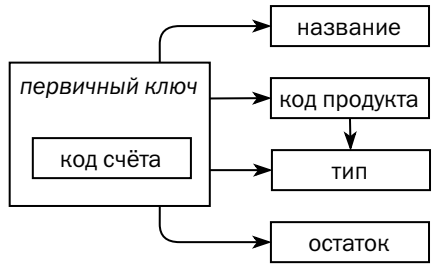 название
первичный ключ
код продукта
код счёта
тип
остаток